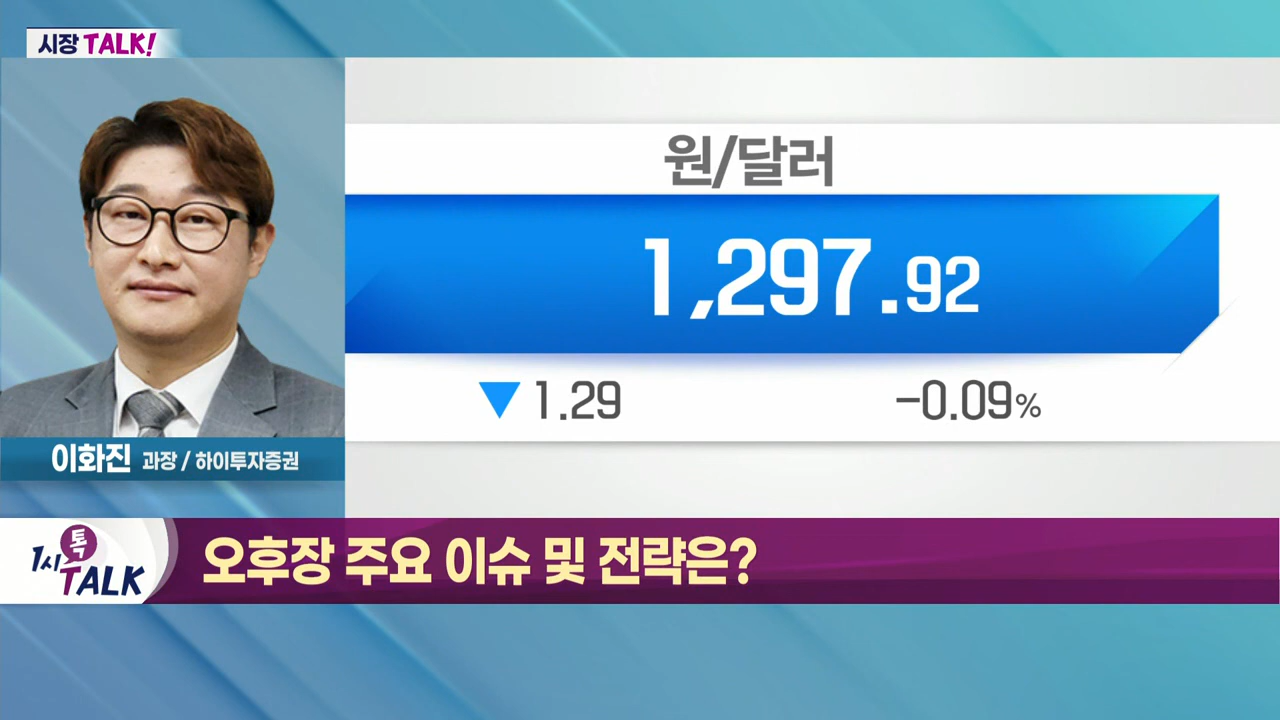 시장 TALK!
원/달러
1,297.92
▼ 1.29 -0.09%
이화진 과장 / 하이투자증권
1시 톡 TALK
오후장 주요 이슈 및 전략은?